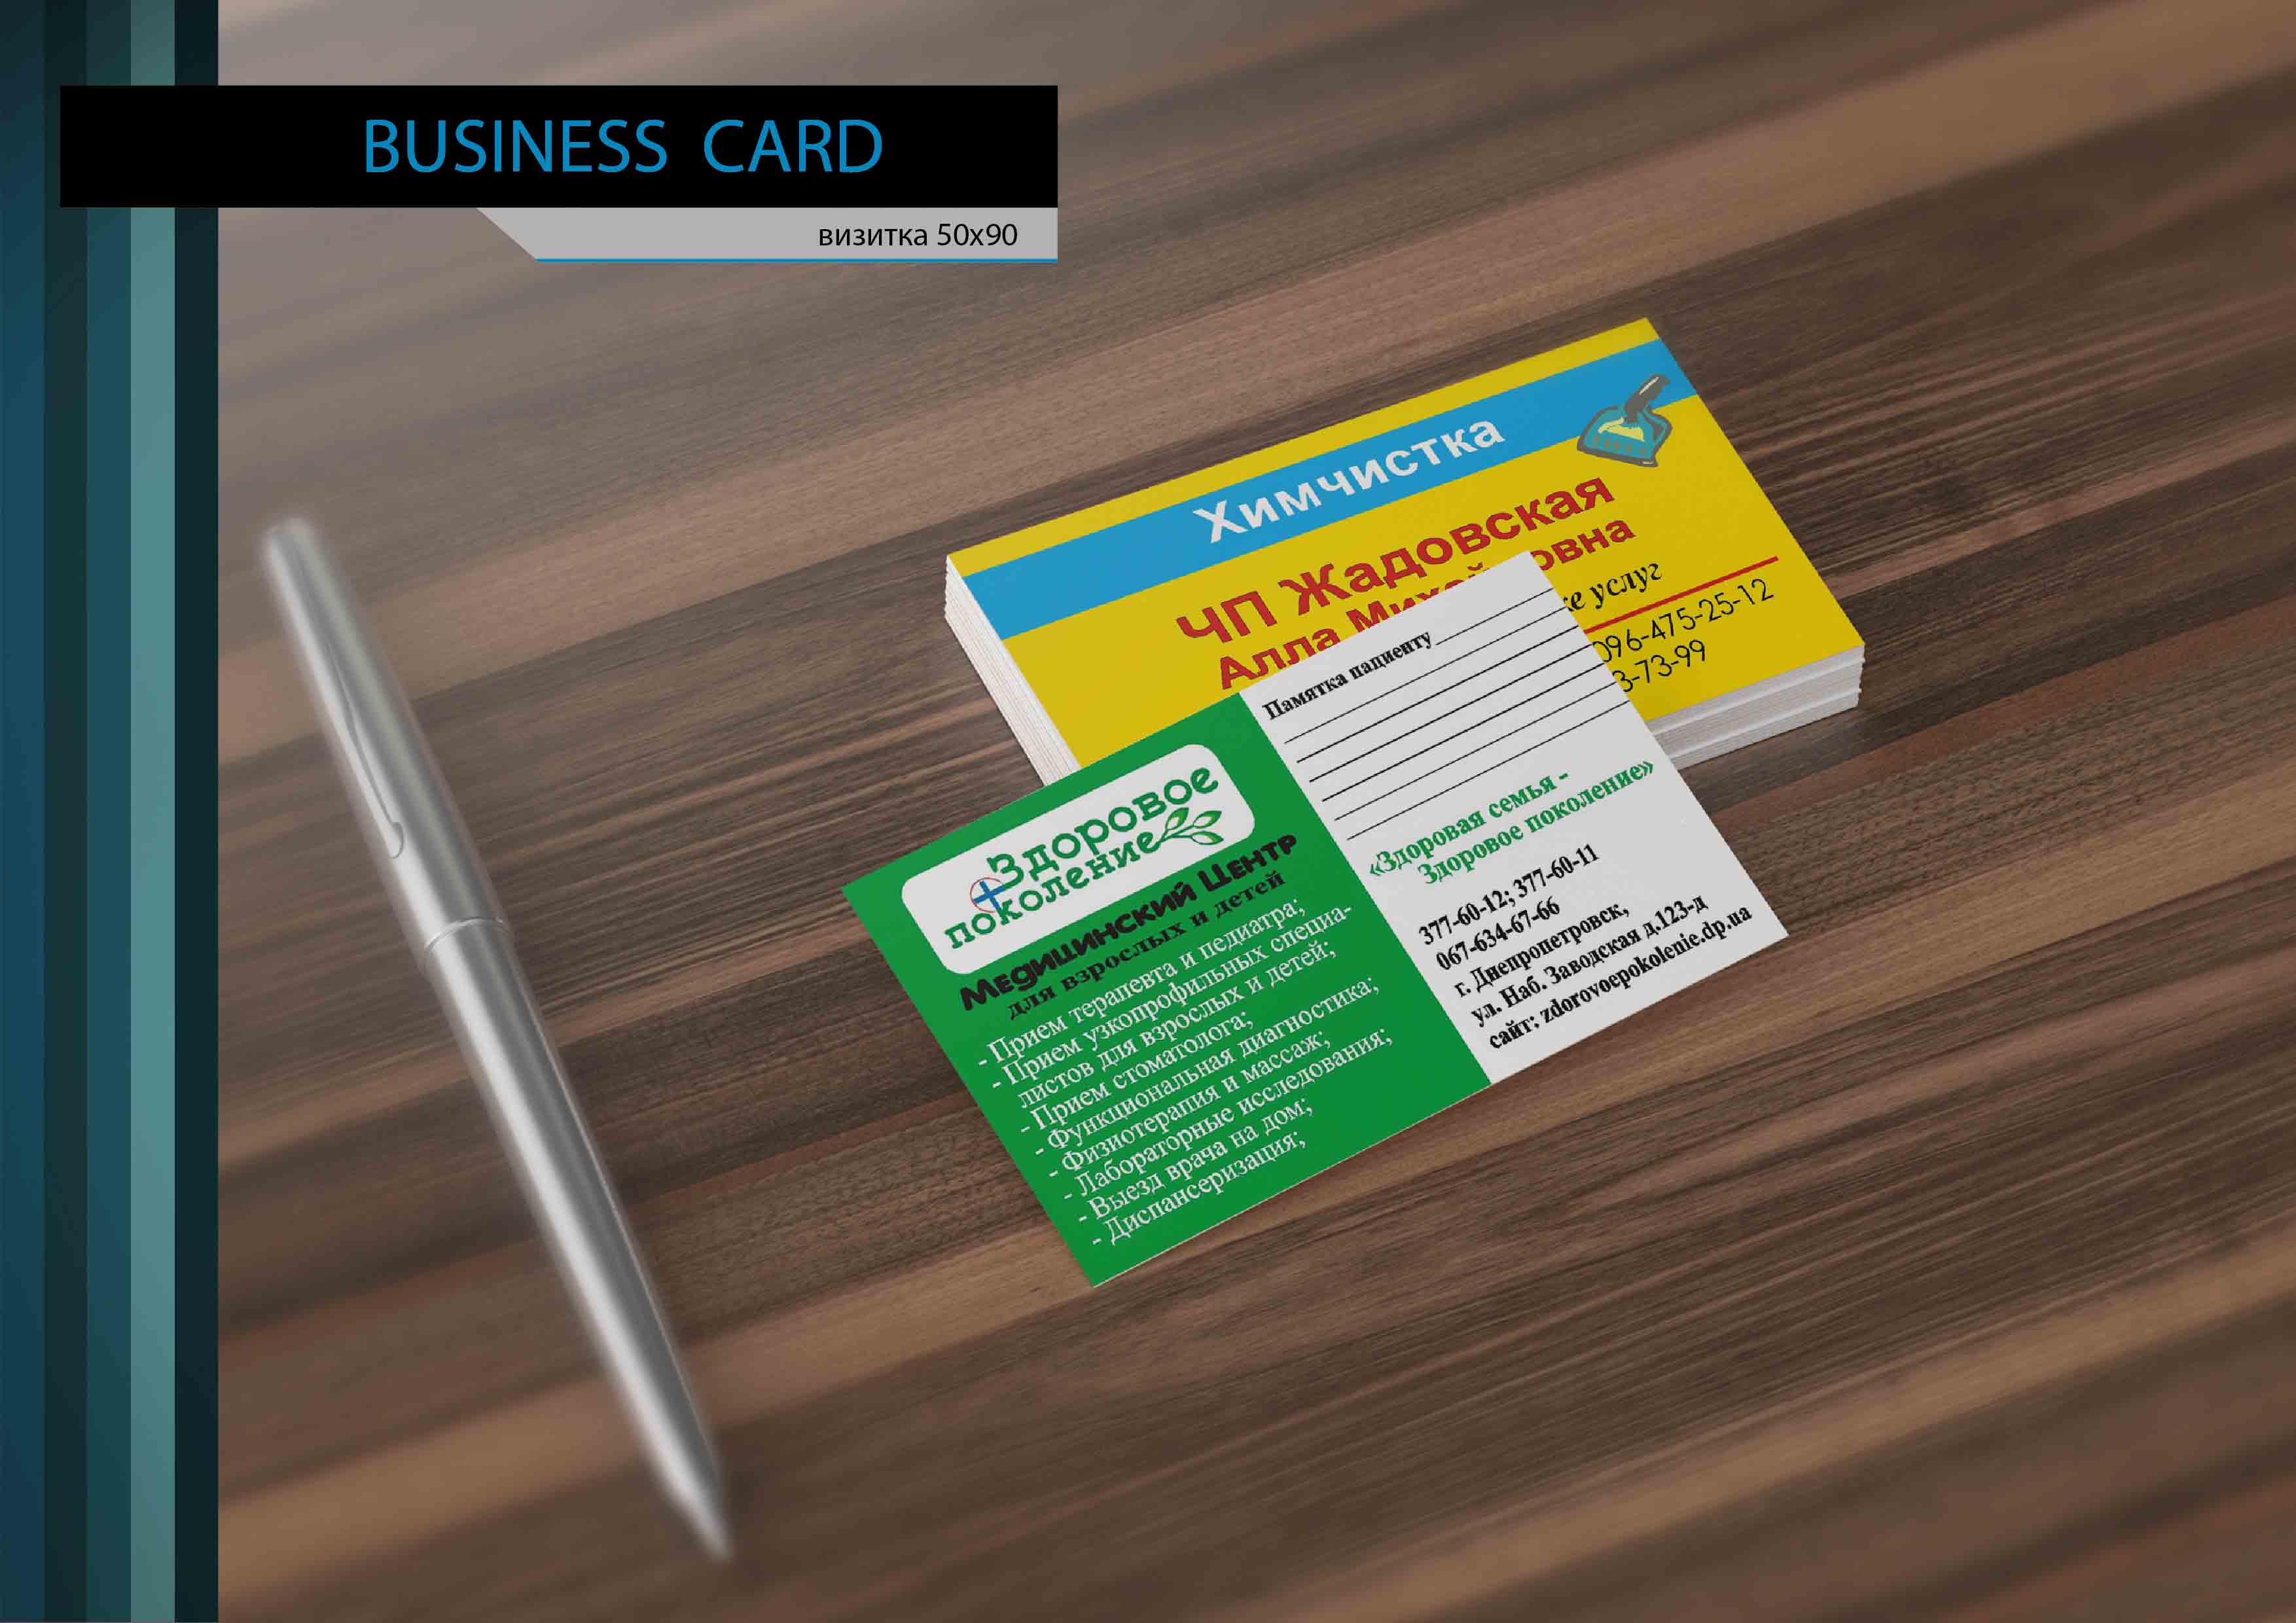 BUSINESS CARD
визитка 50х90
Химчистка
ЧП Жадовская
Алла
услуг
096-475-25-12
3-73-99
Памятка пациенту
«Здоровая семья -
Здоровое поколение»
377-60-12; 377-60-11
067-634-67-66
г. Днепропетровск,
ул. Наб. Заводская д.123-д
сайт: zdorovoepokolenie.dp.ua
Здоровое
поколение
Медицинский Центр
для взрослых и детей
- Прием терапевта и педиатра;
- Прием узкопрофильных специа-
листов для взрослых и детей;
- Прием стоматолога;
- Функциональная диагностика;
- Физиотерапия и массаж;
- Лабораторные исследования;
- Выезд врача на дом;
- Диспансеризация;